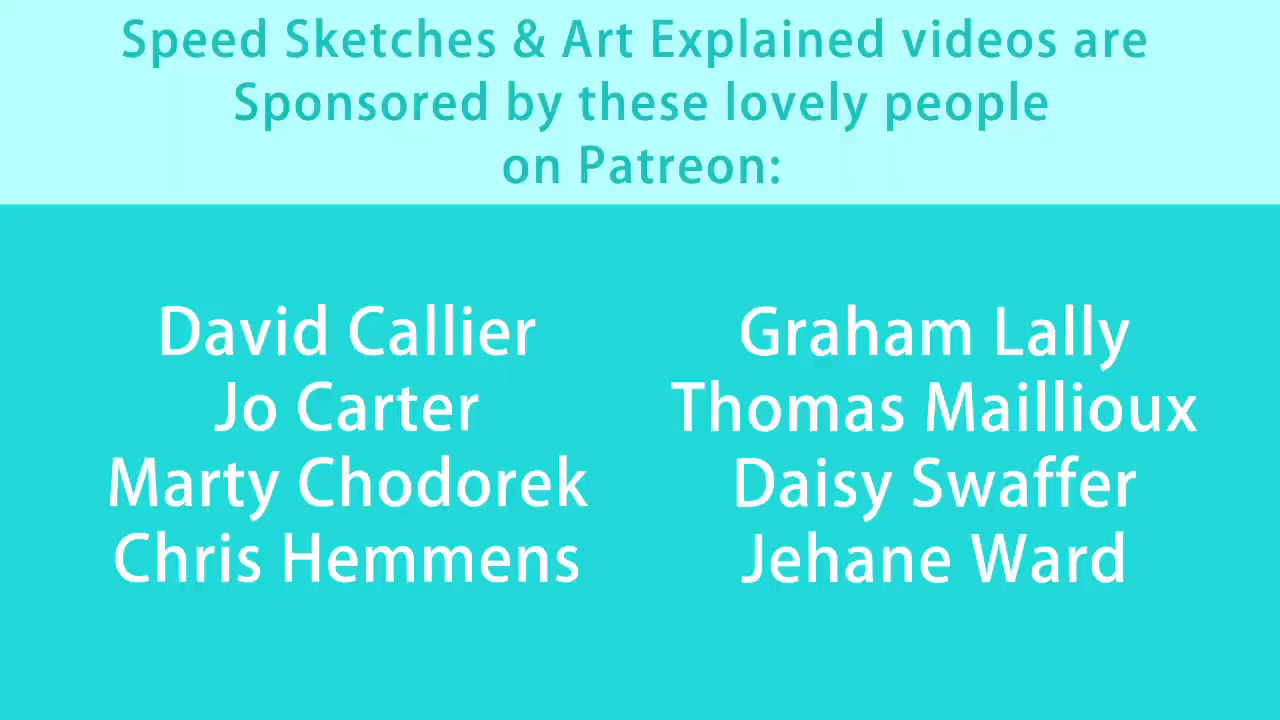 Speed Sketches & Art Explained videos are
Sponsored by these lovely people
on Patreon:
David Callier
Jo Carter
Marty Chodorek
Chris Hemmens
Graham Lally
Thomas Maillioux
Daisy Swaffer
Jehane Ward